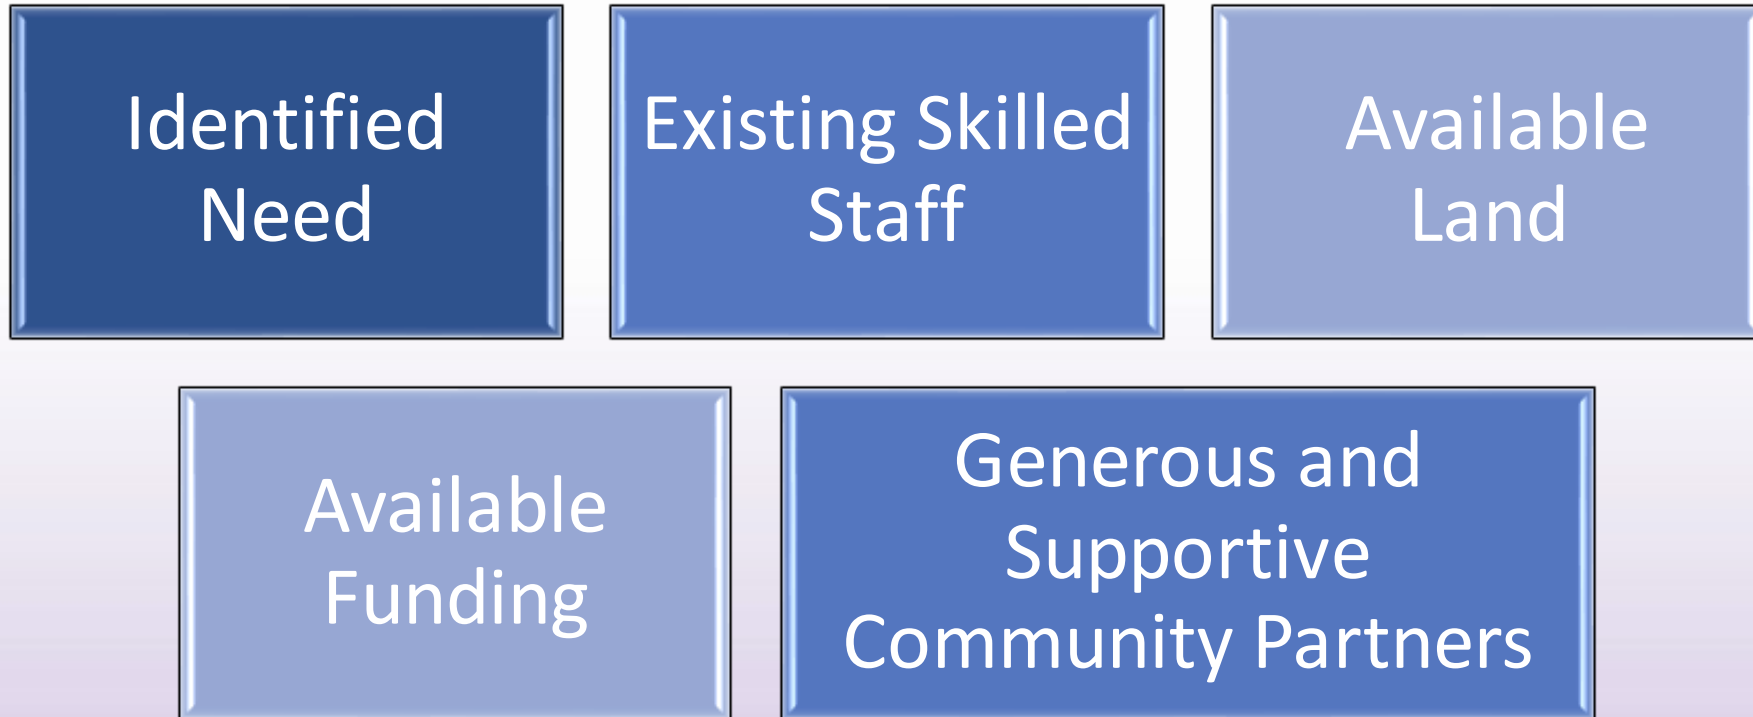 Identified
Need
Existing Skilled
Staff
Available
Land
Available
Funding
Generous and
Supportive
Community Partners